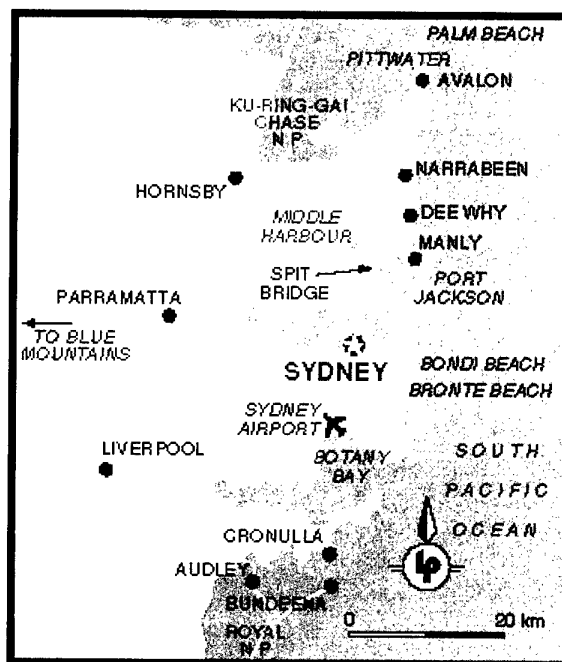 PALM BEACH
PITTWATER
AVALON
KU-RING-GAI
CHASE
N P
NARRABEEN
HORNSBY
DEE WHY
MIDDLE
HARBOUR
MANLY
SPIT
BRIDGE
PORT
JACKSON
PARRAMATTA
TO BLUE
MOUNTAINS
SYDNEY
BONDI BEACH
BRONTE BEACH
SYDNEY
AIRPORT
LIVERPOOL
BOTANY
BAY
SOUTH
PACIFIC
OCEAN
CRONULLA
lp
AUDLEY
BUNDEENA
ROYAL
N P
0
20 km